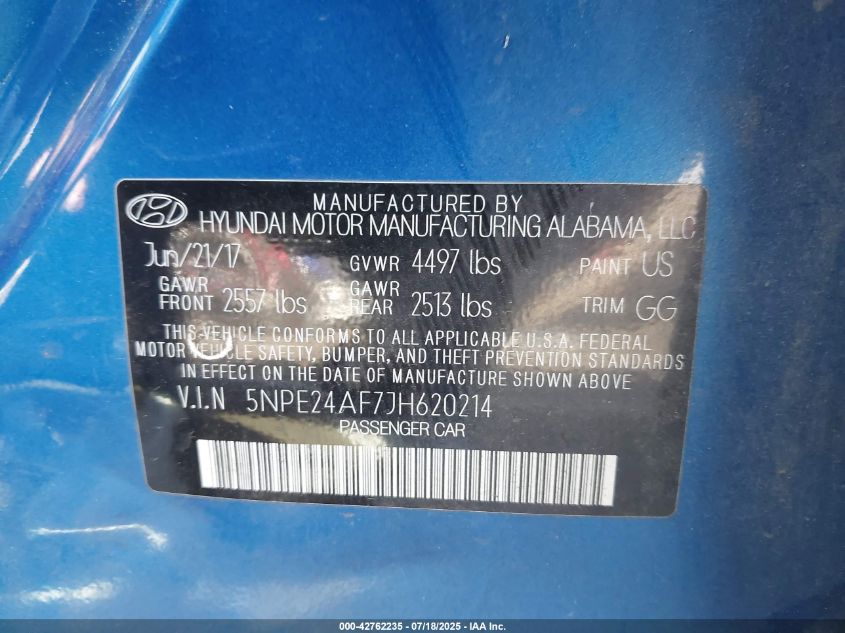 MANUFACTURED BY
HYUNDAI MOTOR MANUFACTURING ALABAMA, LLC
Jun/21/17 GVWR 4497 lbs PAINT US
GAWR FRONT 2557 lbs GAWR REAR 2513 lbs TRIM GG
THIS VEHICLE CONFORMS TO ALL APPLICABLE U.S.A. FEDERAL
MOTOR VEHICLE SAFETY, BUMPER, AND THEFT PREVENTION STANDARDS
IN EFFECT ON THE DATE OF MANUFACTURE SHOWN ABOVE
V.I.N 5NPE24AF7JH620214
PASSENGER CAR
000-42762235 - 07/18/2025 - IAA Inc.